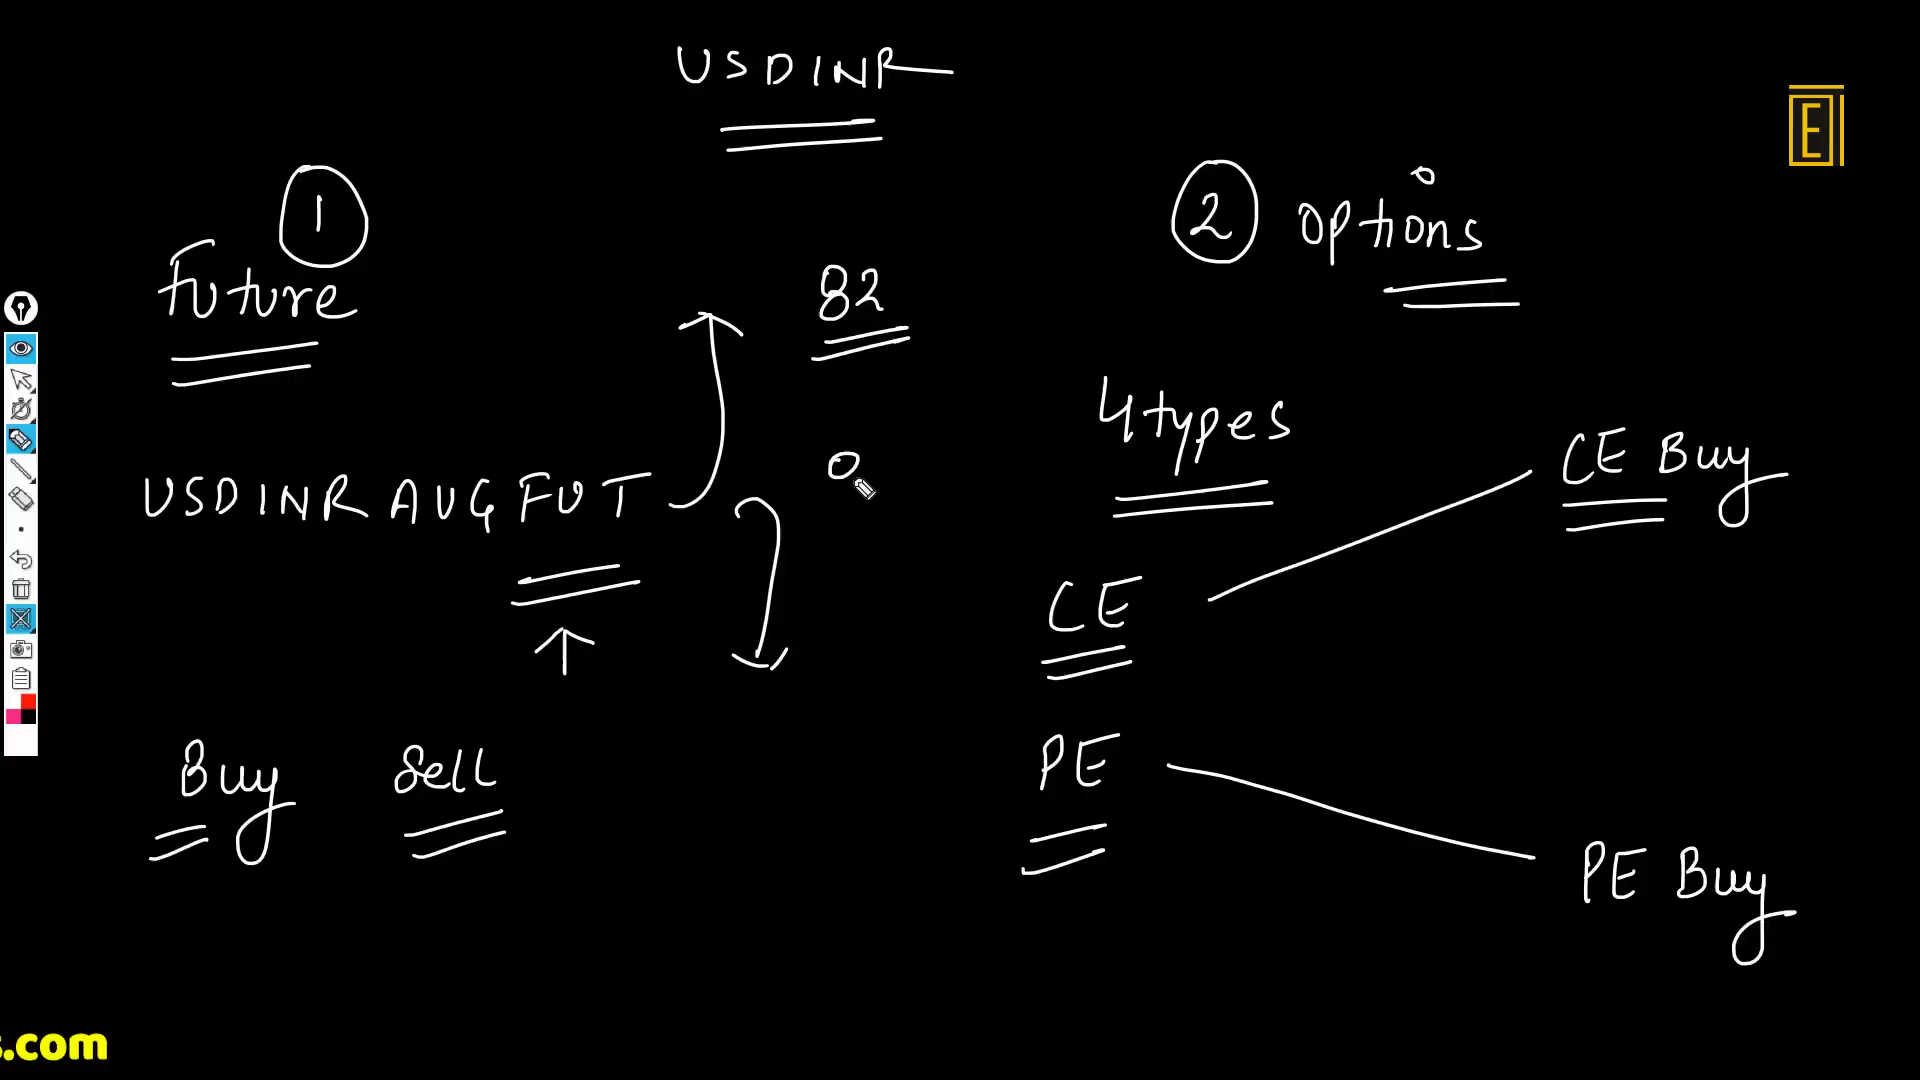 USDINR
1
Future
82
USDINR AUG FUT
Buy Sell
2 options
4 types
CE
CE Buy
PE
PE Buy
E
s.com